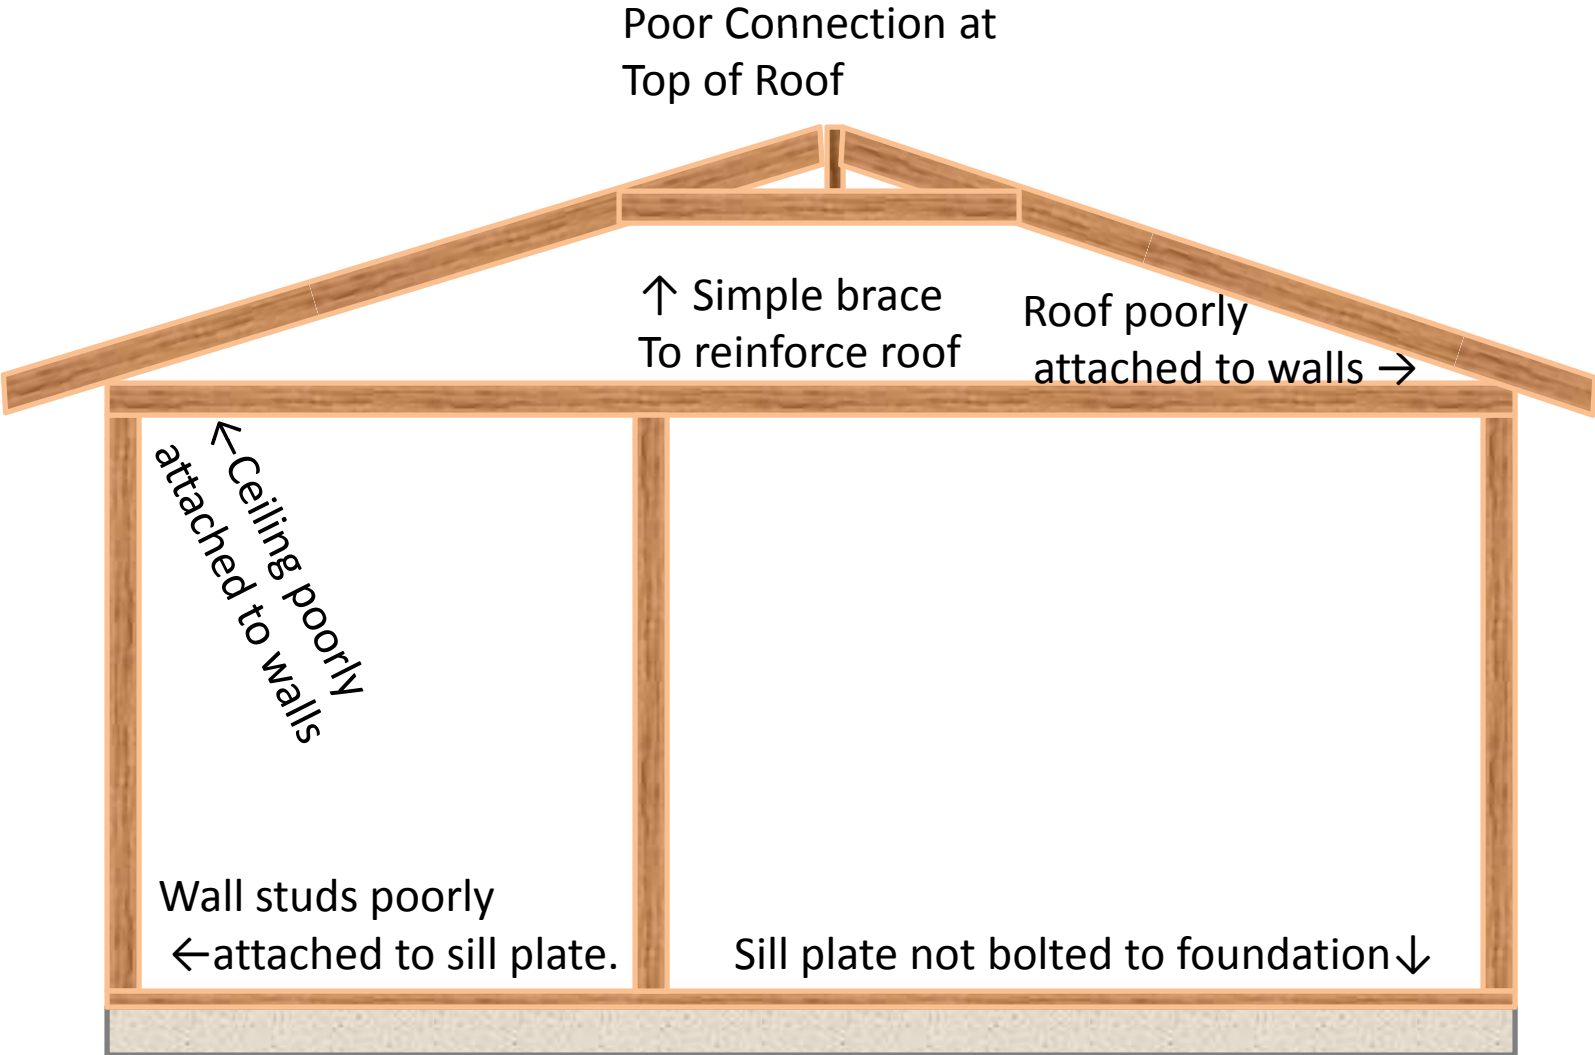 Poor Connection at
Top of Roof
↑ Simple brace
To reinforce roof
Roof poorly
attached to walls →
←Ceiling poorly
attached to walls
Wall studs poorly
←attached to sill plate.
Sill plate not bolted to foundation↓